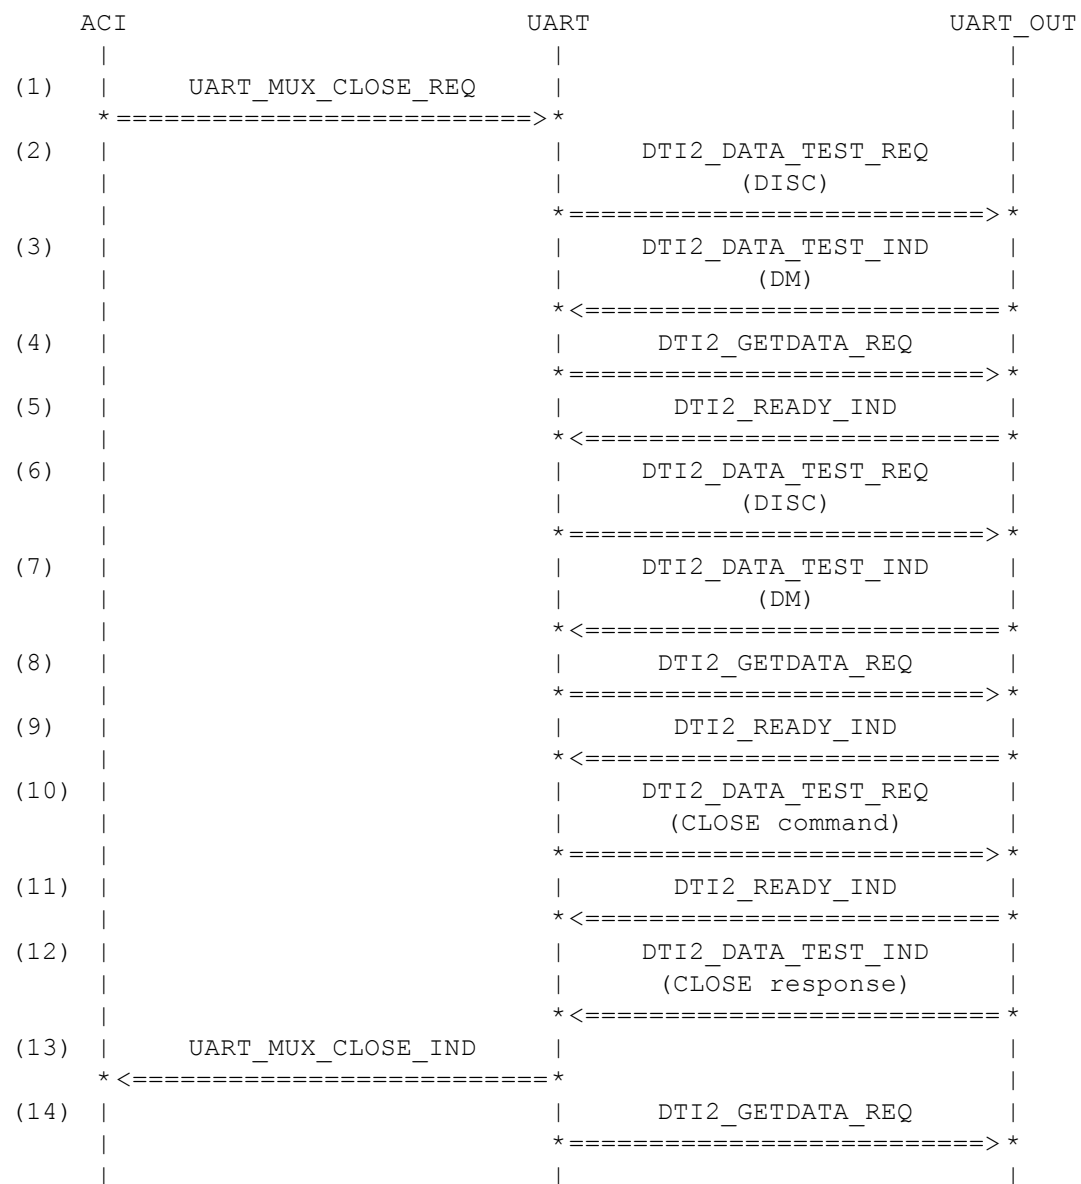 ACI UART UART_OUT
(1) UART_MUX_CLOSE_REQ
(2) DTI2_DATA_TEST_REQ
(DISC)
(3) DTI2_DATA_TEST_IND
(DM)
(4) DTI2_GETDATA_REQ
(5) DTI2_READY_IND
(6) DTI2_DATA_TEST_REQ
(DISC)
(7) DTI2_DATA_TEST_IND
(DM)
(8) DTI2_GETDATA_REQ
(9) DTI2_READY_IND
(10) DTI2_DATA_TEST_REQ
(CLOSE command)
(11) DTI2_READY_IND
(12) DTI2_DATA_TEST_IND
(CLOSE response)
(13) UART_MUX_CLOSE_IND
(14) DTI2_GETDATA_REQ